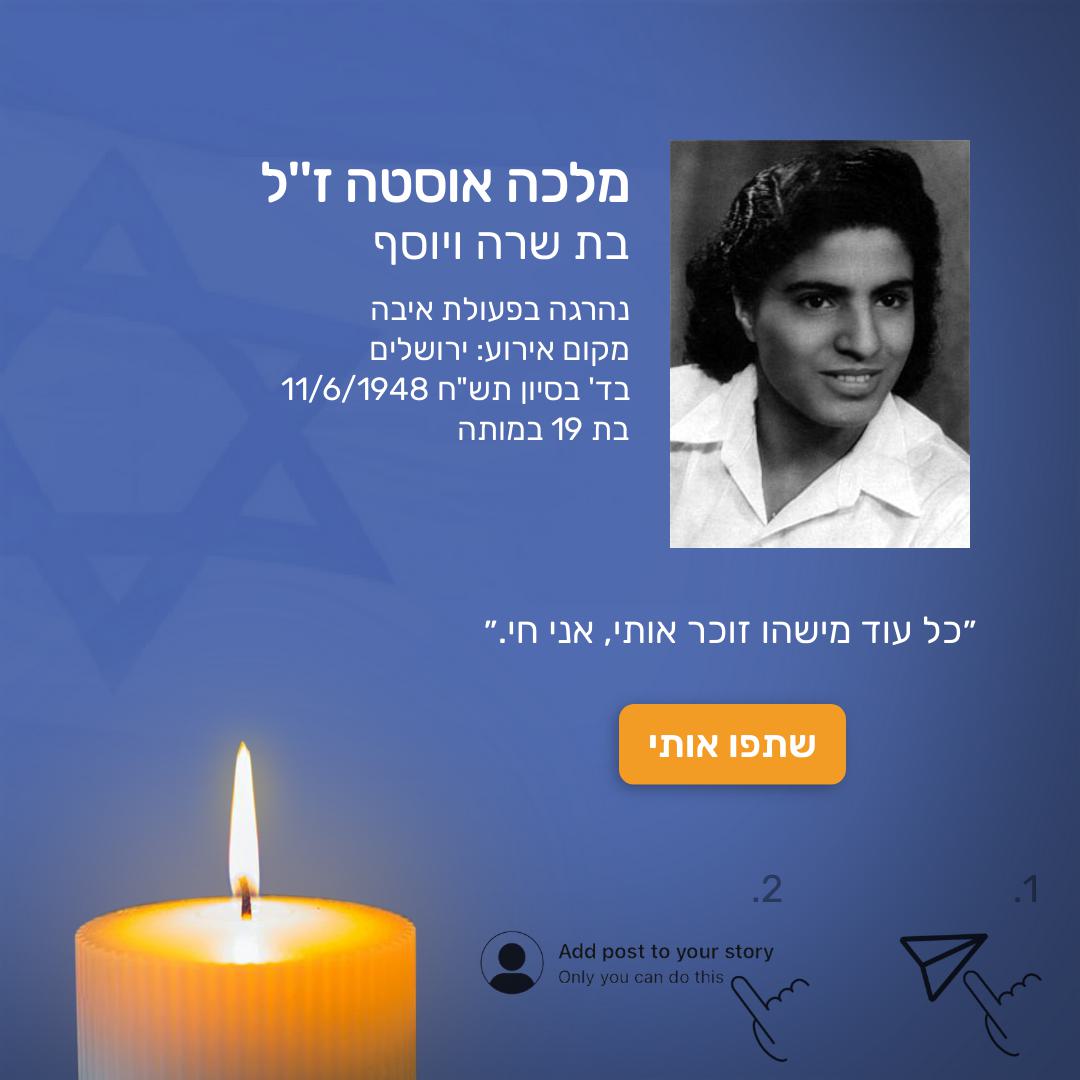 מלכה אוסטה ז"ל
בת שרה ויוסף
נהרגה בפעולת איבה
מקום אירוע: ירושלים
בד' בסיון תש"ח 11/6/1948
בת 19 במותה
״כל עוד מישהו זוכר אותי, אני חי.״
שתפו אותי
1.
2.
Add post to your story
Only you can do this